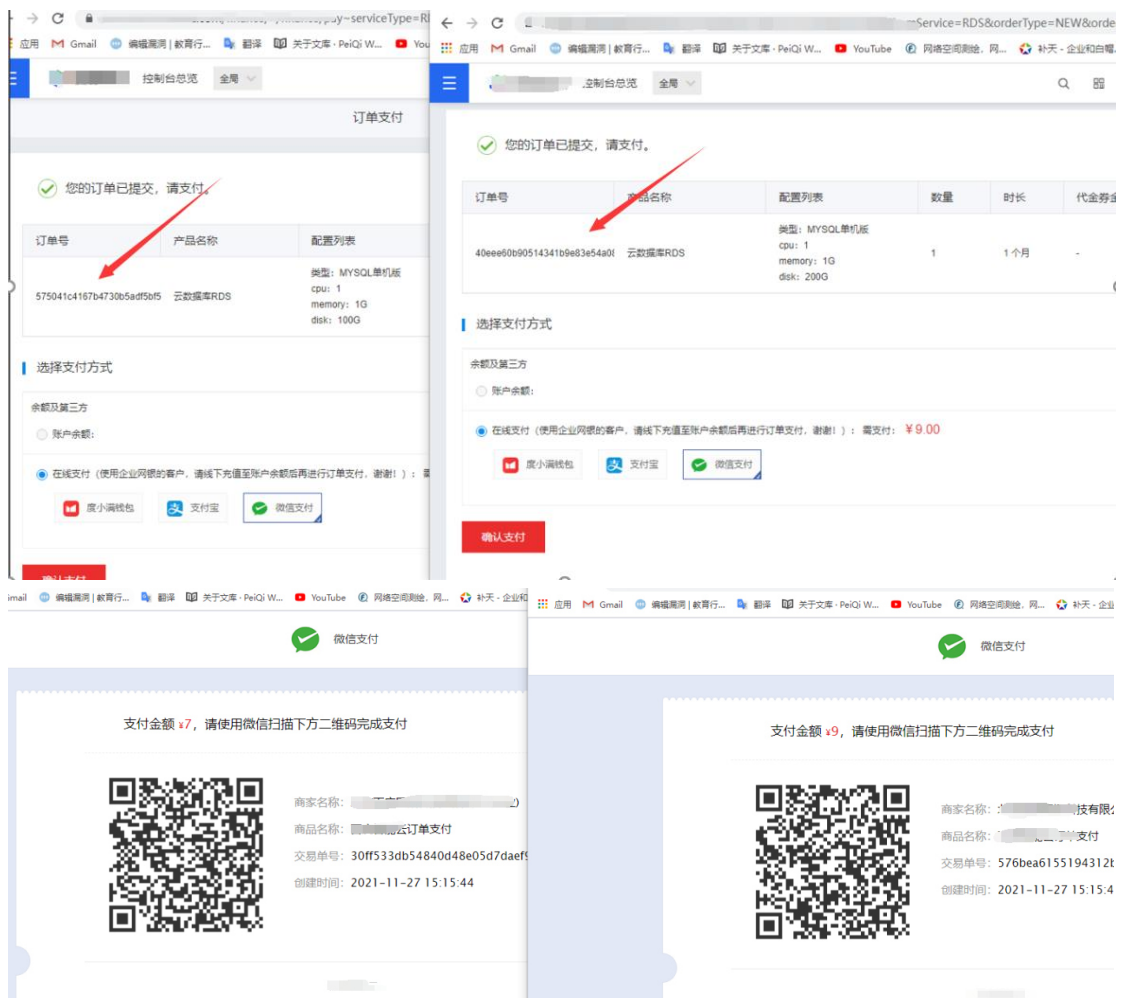 pay~serviceType=RI
应用 Gmail 编辑漏洞 | 教育行... 翻译 关于文库 · PeiQi W... You
控制台总览 全局
订单支付
您的订单已提交，请支付。
订单号 产品名称 配置列表
575041c4167b4730b5adf5bf5 云数据库RDS
类型：MYSQL单机版
cpu：1
memory：1G
disk：100G
选择支付方式
余额及第三方
账户余额：
在线支付（使用企业网银的客户，请线下充值至账户余额后再进行订单支付，谢谢！）：
度小满钱包 支付宝 微信支付
确认支付
Service=RDS&orderType=NEW&orde
应用 Gmail 编辑漏洞 | 教育行... 翻译 关于文库 · PeiQi W... YouTube 网络空间测绘，网... 补天 - 企业和白帽
控制台总览 全局
您的订单已提交，请支付。
订单号 产品名称 配置列表 数量 时长 代金券金
40eee60b90514341b9e83e54a08 云数据库RDS
类型：MYSQL单机版
cpu：1
memory：1G
disk：200G
1 1个月 -
选择支付方式
余额及第三方
账户余额：
在线支付（使用企业网银的客户，请线下充值至账户余额后再进行订单支付，谢谢！）：需支付：￥9.00
度小满钱包 支付宝 微信支付
确认支付
mail 编辑漏洞 | 教育行... 翻译 关于文库 · PeiQi W... YouTube 网络空间测绘，网... 补天 - 企业和
微信支付
支付金额 ¥7，请使用微信扫描下方二维码完成支付
商家名称：
商品名称： 云订单支付
交易单号：30ff533db54840d48e05d7daef9
创建时间：2021-11-27 15:15:44
应用 Gmail 编辑漏洞 | 教育行... 翻译 关于文库 · PeiQi W... YouTube 网络空间测绘，网... 补天 - 企业
微信支付
支付金额 ¥9，请使用微信扫描下方二维码完成支付
商家名称： 技有限公
商品名称： 支付
交易单号：576bea6155194312b
创建时间：2021-11-27 15:15:4